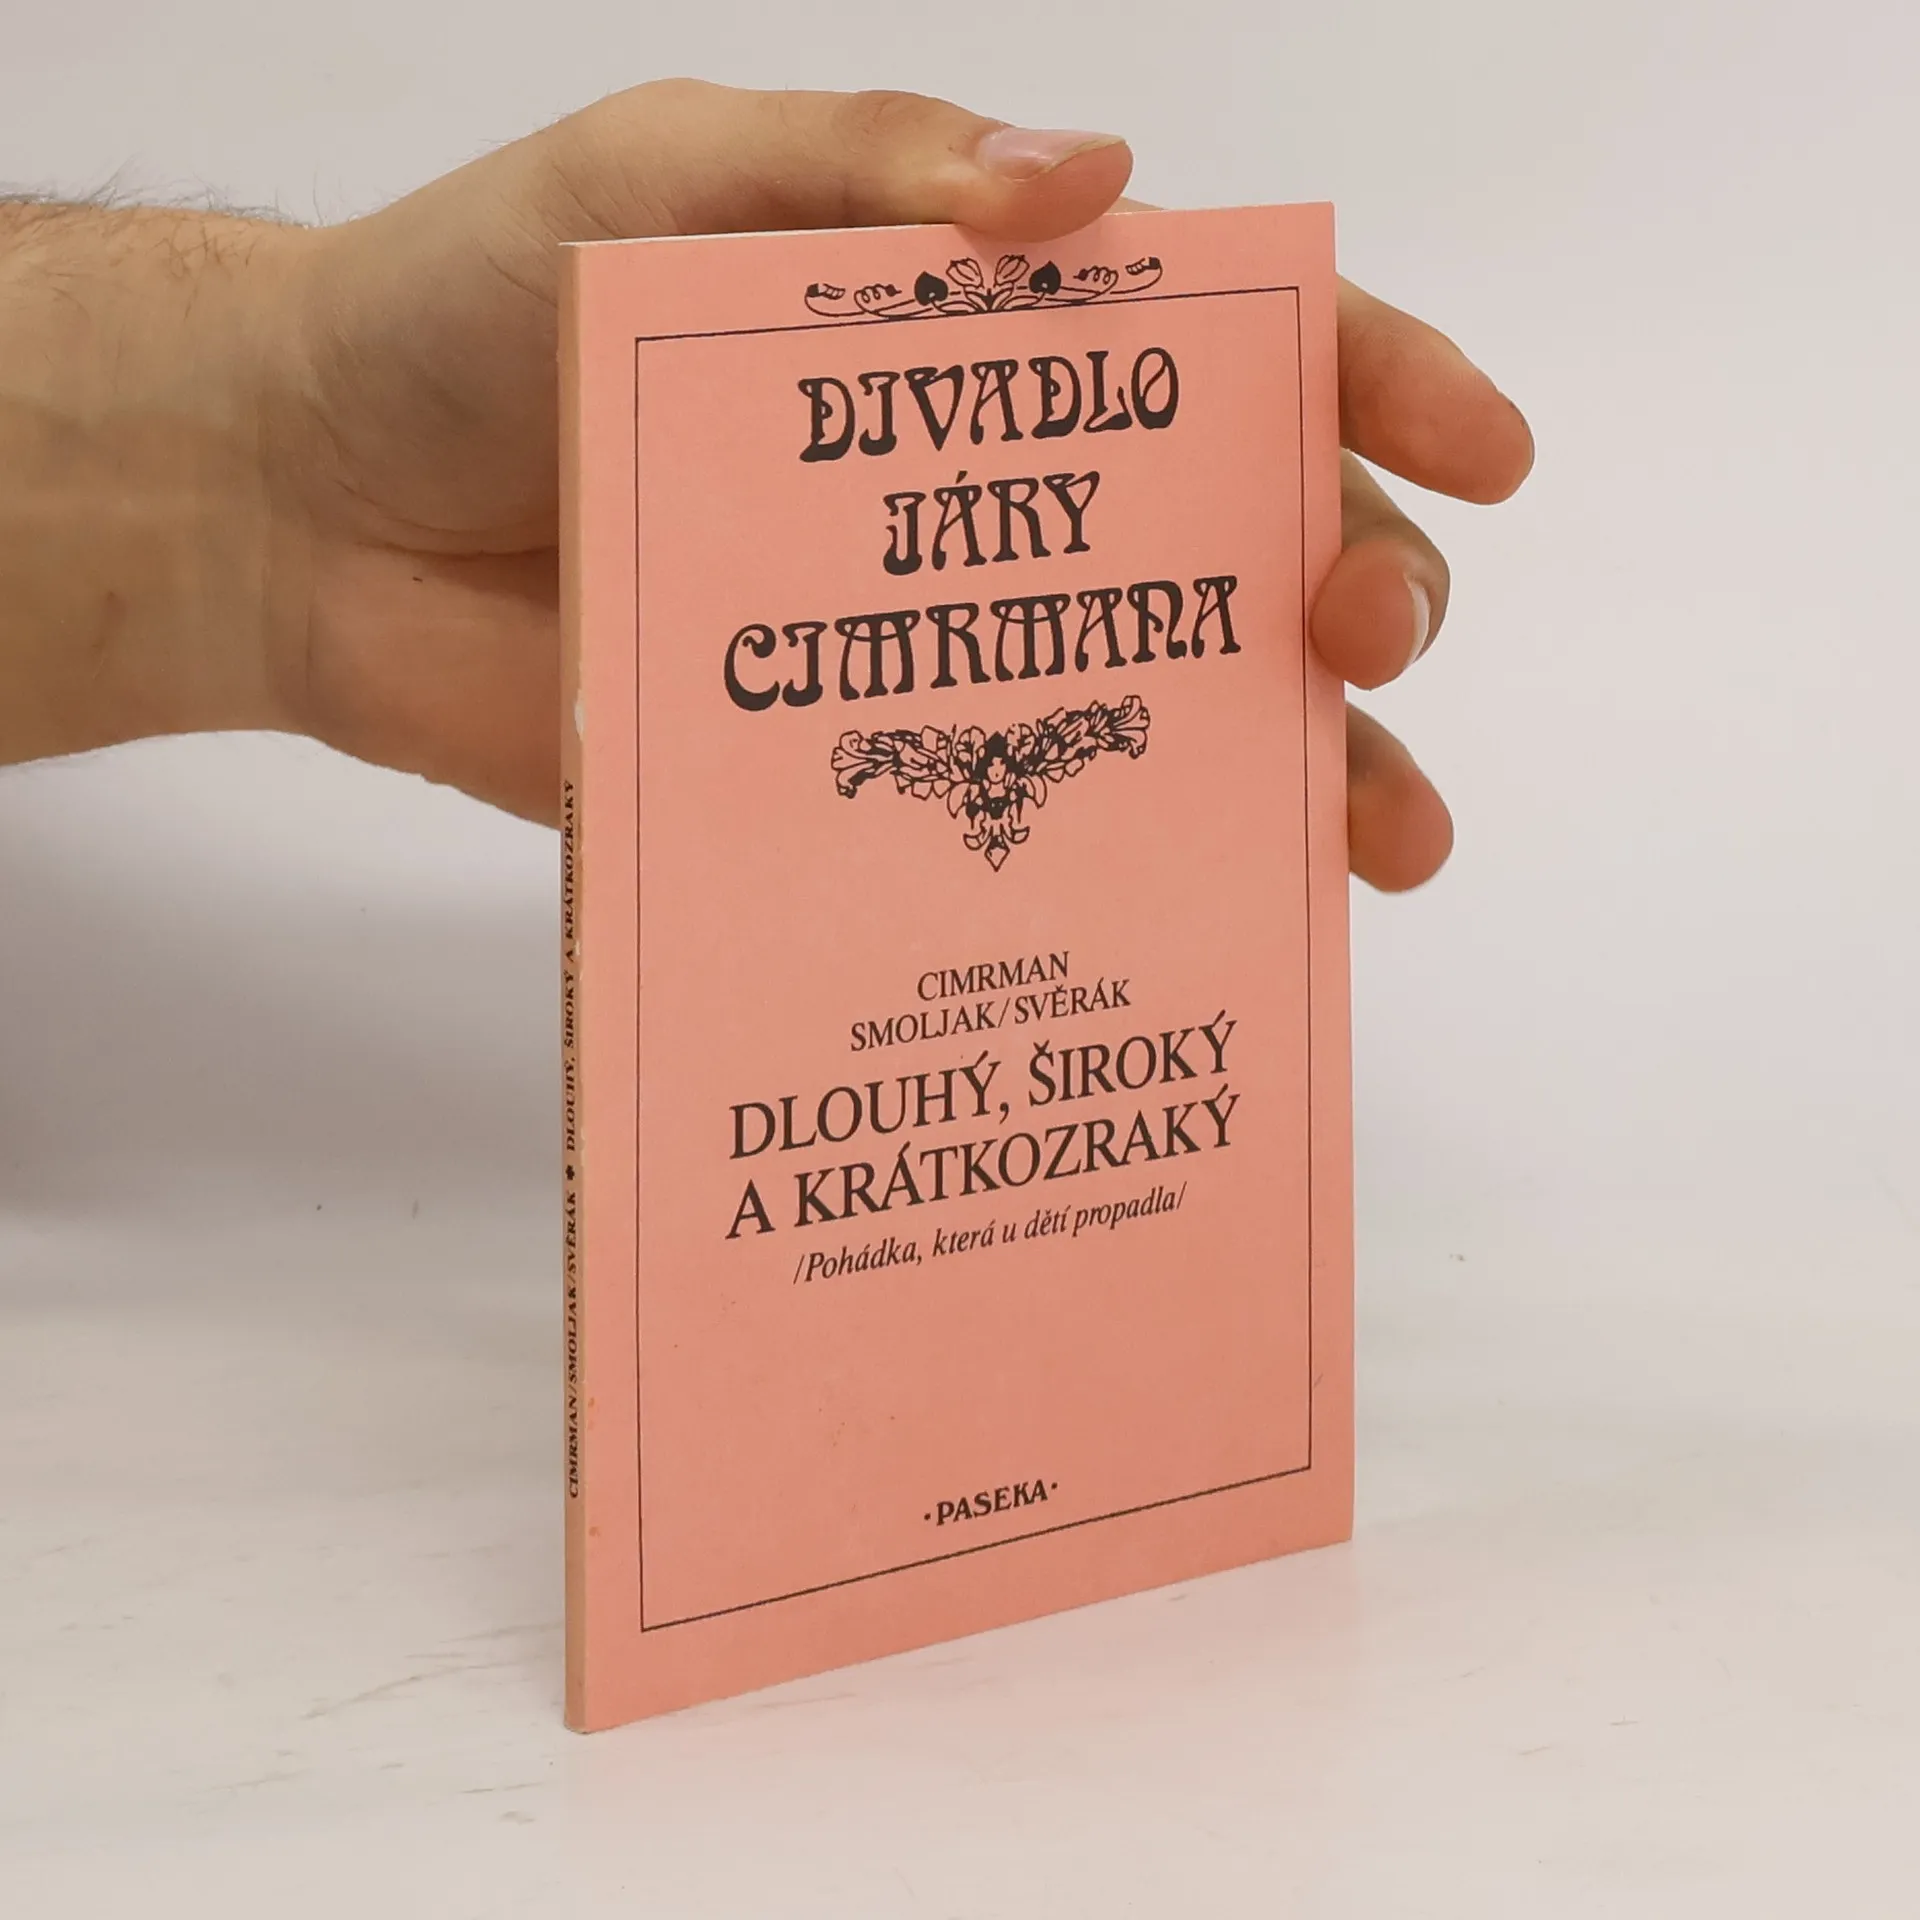 DIVADLO
JÁRY
CIMRMANA
CIMRMAN
SMOLJAK/SVĚRÁK
DLOUHÝ, ŠIROKÝ
A KRÁTKOZRAKÝ
/Pohádka, která u dětí propadla/
·PASEKA·
CIMRMAN/SMOLJAK/SVĚRÁK ♣ DLOUHÝ, ŠIROKÝ A KRÁTKOZRAKÝ